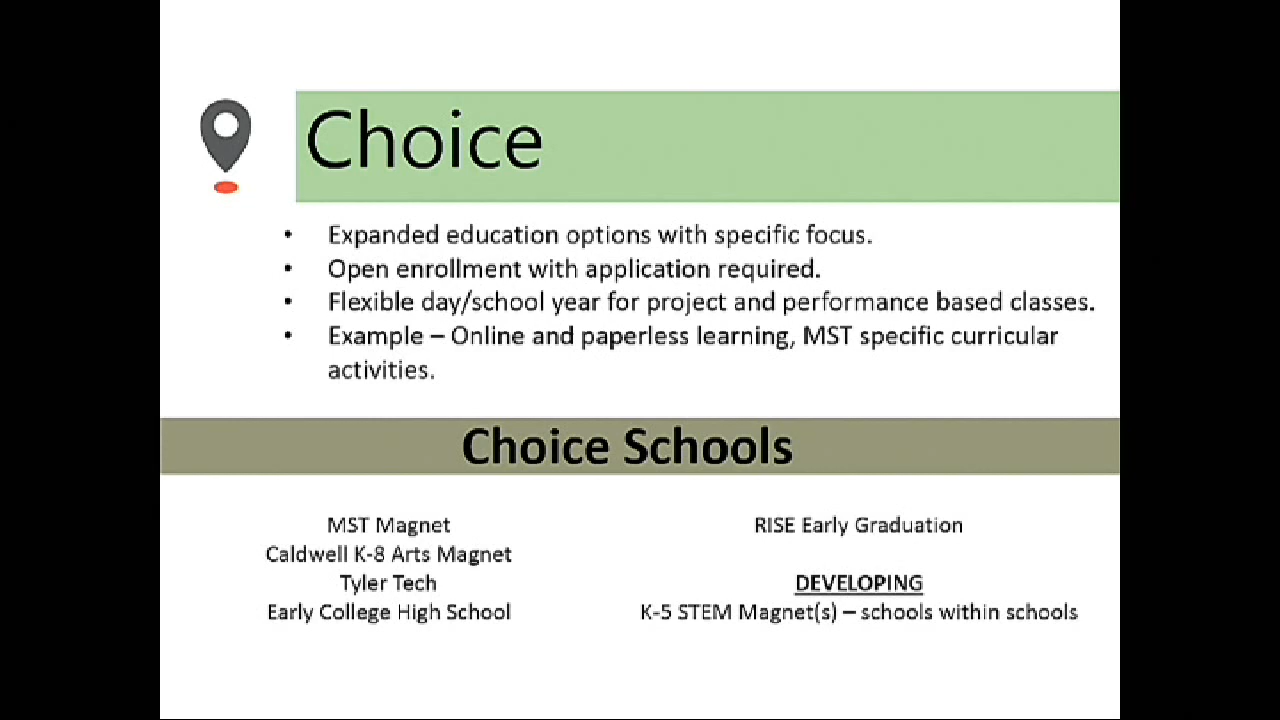 Choice
• Expanded education options with specific focus.
• Open enrollment with application required.
• Flexible day/school year for project and performance based classes.
• Example – Online and paperless learning, MST specific curricular
activities.
Choice Schools
MST Magnet
Caldwell K-8 Arts Magnet
Tyler Tech
Early College High School
RISE Early Graduation
DEVELOPING
K-5 STEM Magnet(s) – schools within schools